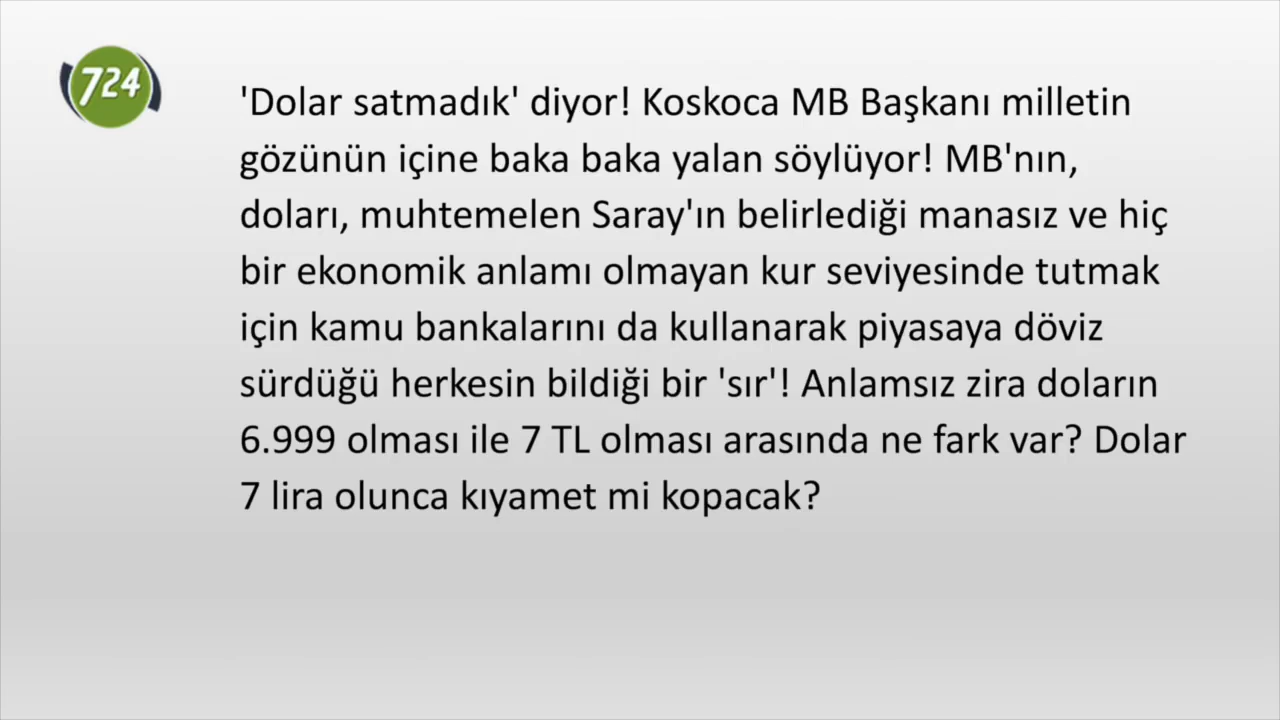 724
'Dolar satmadık' diyor! Koskoca MB Başkanı milletin
gözünün içine baka baka yalan söylüyor! MB'nın,
doları, muhtemelen Saray'ın belirlediği manasız ve hiç
bir ekonomik anlamı olmayan kur seviyesinde tutmak
için kamu bankalarını da kullanarak piyasaya döviz
sürdüğü herkesin bildiği bir 'sır'! Anlamsız zira doların
6.999 olması ile 7 TL olması arasında ne fark var? Dolar
7 lira olunca kıyamet mi kopacak?